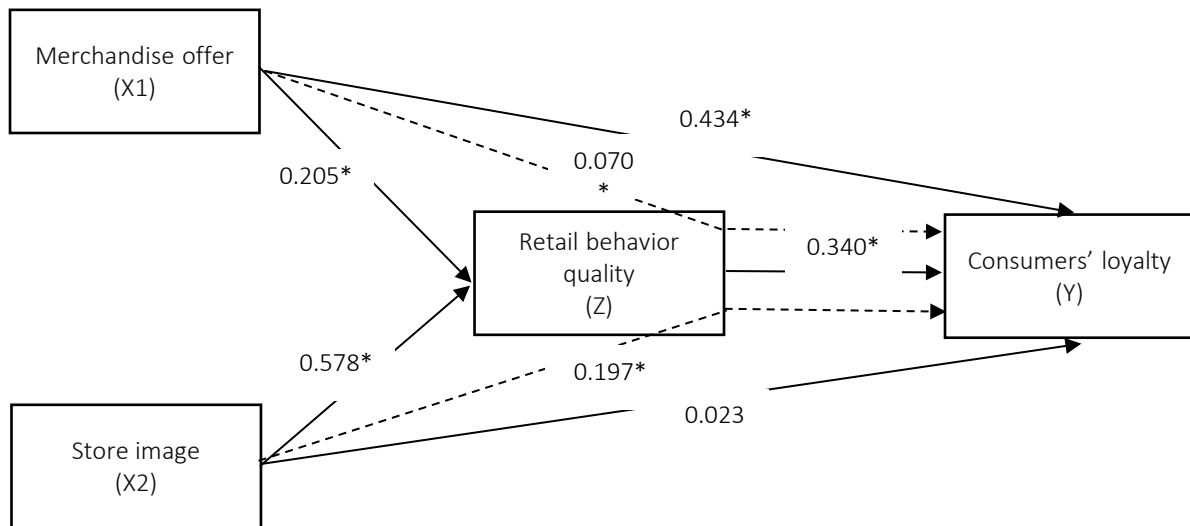 Merchandise offer
(X1)
0.434*
0.070
*
0.205*
Retail behavior
quality
(Z)
0.340*
Consumers’ loyalty
(Y)
0.578*
0.197*
0.023
Store image
(X2)